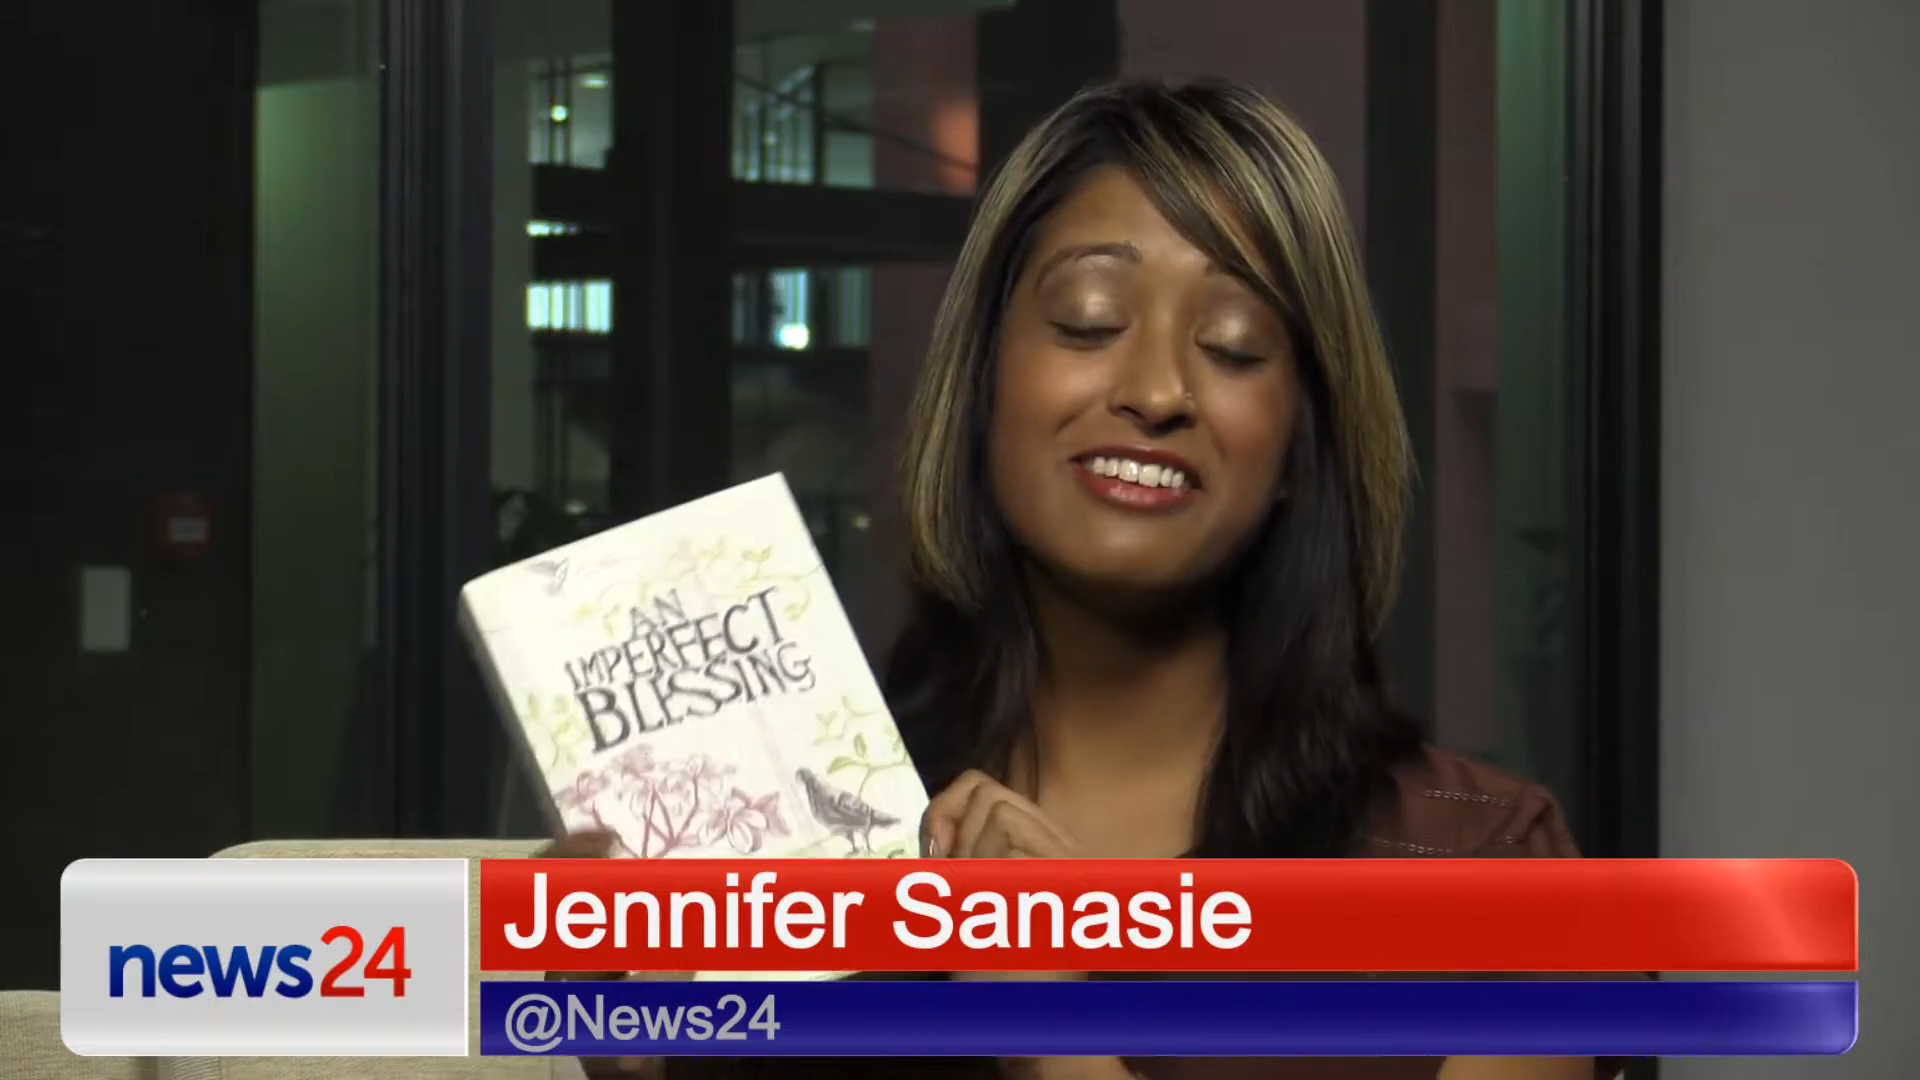 AN
IMPERFECT
BLESSING
Jennifer Sanasie
news24
@News24